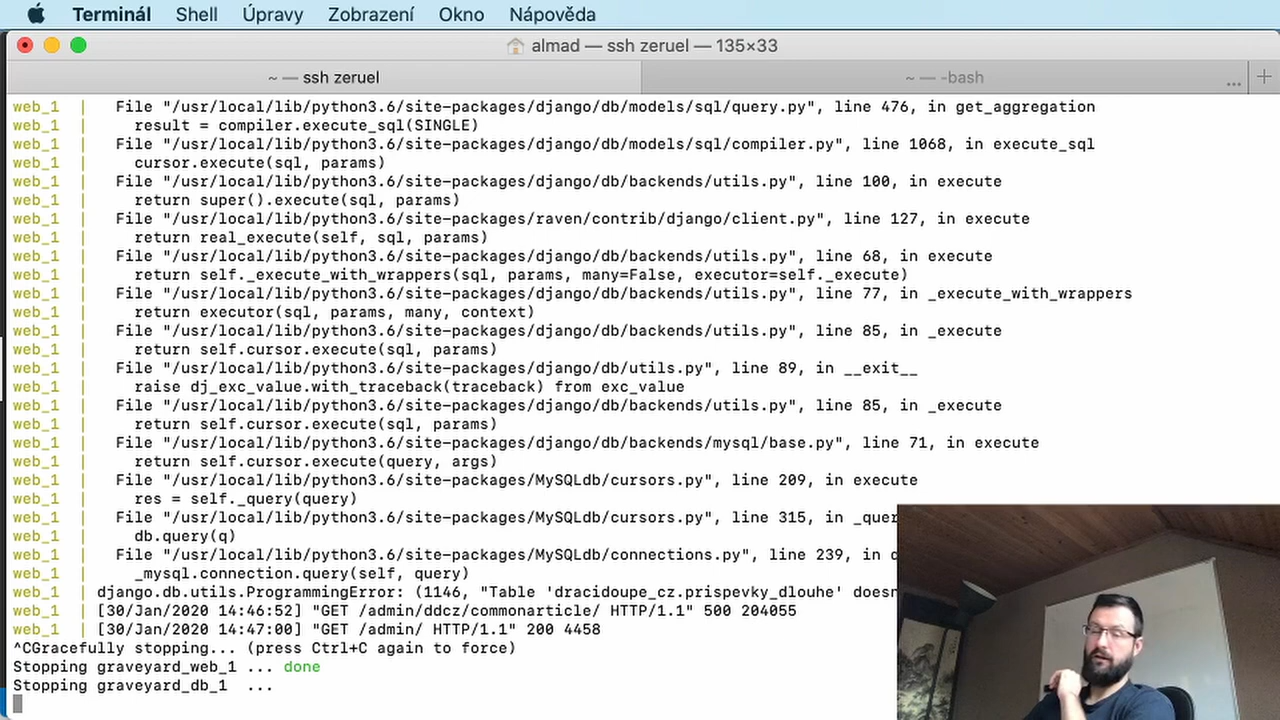 Terminál Shell Úpravy Zobrazení Okno Nápověda
almad — ssh zeruel — 135×33
~ — ssh zeruel ~ — -bash ... +
web_1 | File "/usr/local/lib/python3.6/site-packages/django/db/models/sql/query.py", line 476, in get_aggregation
web_1 | result = compiler.execute_sql(SINGLE)
web_1 | File "/usr/local/lib/python3.6/site-packages/django/db/models/sql/compiler.py", line 1068, in execute_sql
web_1 | cursor.execute(sql, params)
web_1 | File "/usr/local/lib/python3.6/site-packages/django/db/backends/utils.py", line 100, in execute
web_1 | return super().execute(sql, params)
web_1 | File "/usr/local/lib/python3.6/site-packages/raven/contrib/django/client.py", line 127, in execute
web_1 | return real_execute(self, sql, params)
web_1 | File "/usr/local/lib/python3.6/site-packages/django/db/backends/utils.py", line 68, in execute
web_1 | return self._execute_with_wrappers(sql, params, many=False, executor=self._execute)
web_1 | File "/usr/local/lib/python3.6/site-packages/django/db/backends/utils.py", line 77, in _execute_with_wrappers
web_1 | return executor(sql, params, many, context)
web_1 | File "/usr/local/lib/python3.6/site-packages/django/db/backends/utils.py", line 85, in _execute
web_1 | return self.cursor.execute(sql, params)
web_1 | File "/usr/local/lib/python3.6/site-packages/django/db/utils.py", line 89, in __exit__
web_1 | raise dj_exc_value.with_traceback(traceback) from exc_value
web_1 | File "/usr/local/lib/python3.6/site-packages/django/db/backends/utils.py", line 85, in _execute
web_1 | return self.cursor.execute(sql, params)
web_1 | File "/usr/local/lib/python3.6/site-packages/django/db/backends/mysql/base.py", line 71, in execute
web_1 | return self.cursor.execute(query, args)
web_1 | File "/usr/local/lib/python3.6/site-packages/MySQLdb/cursors.py", line 209, in execute
web_1 | res = self._query(query)
web_1 | File "/usr/local/lib/python3.6/site-packages/MySQLdb/cursors.py", line 315, in
web_1 | db.query(q)
web_1 | File "/usr/local/lib/python3.6/site-packages/MySQLdb/connections.py", line 239, in
web_1 | _mysql.connection.query(self, query)
web_1 | django.db.utils.ProgrammingError: (1146, "Table 'dracidoupe_cz.prispevky_dlouhe'
web_1 | [30/Jan/2020 14:46:52] "GET /admin/ddcz/commonarticle/ HTTP/1.1" 500 204055
web_1 | [30/Jan/2020 14:47:00] "GET /admin/ HTTP/1.1" 200 4458
^CGracefully stopping... (press Ctrl+C again to force)
Stopping graveyard_web_1 ... done
Stopping graveyard_db_1 ...